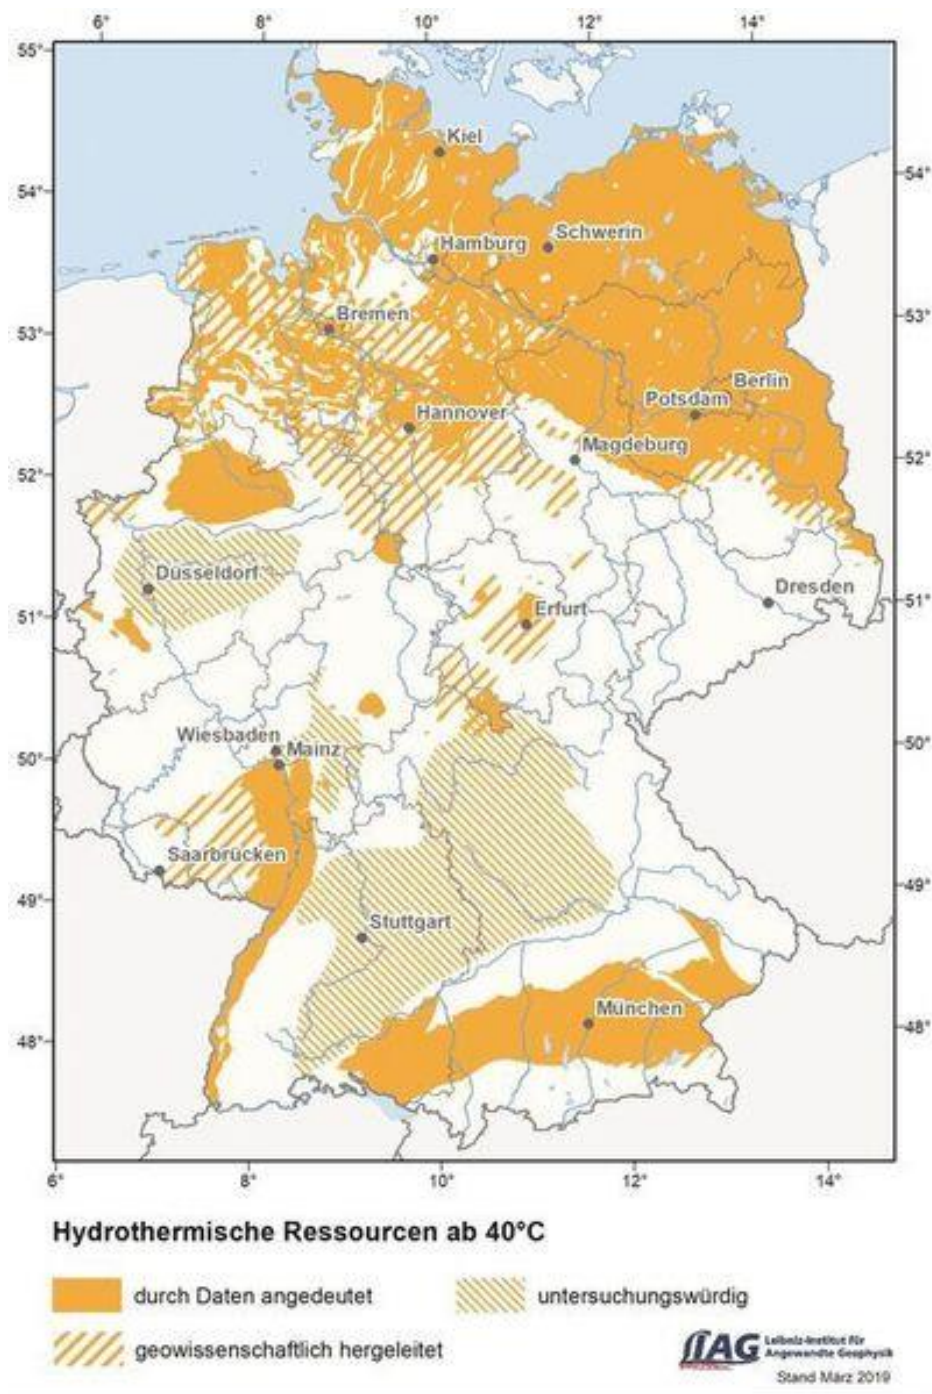 6° 8° 10° 12° 14°
55°
Kiel
54° 54°
Schwerin
Hamburg
53° Bremen 53°
Berlin
Potsdam
Hannover
Magdeburg
52° 52°
Düsseldorf
Dresden
51° Erfurt 51°
Wiesbaden
Mainz
50° 50°
Saarbrücken
49° 49°
Stuttgart
München
48° 48°
6° 8° 10° 12° 14°
Hydrothermische Ressourcen ab 40°C
durch Daten angedeutet
untersuchungswürdig
geowissenschaftlich hergeleitet
LIAG
Leibniz-Institut für
Angewandte Geophysik
Stand März 2019